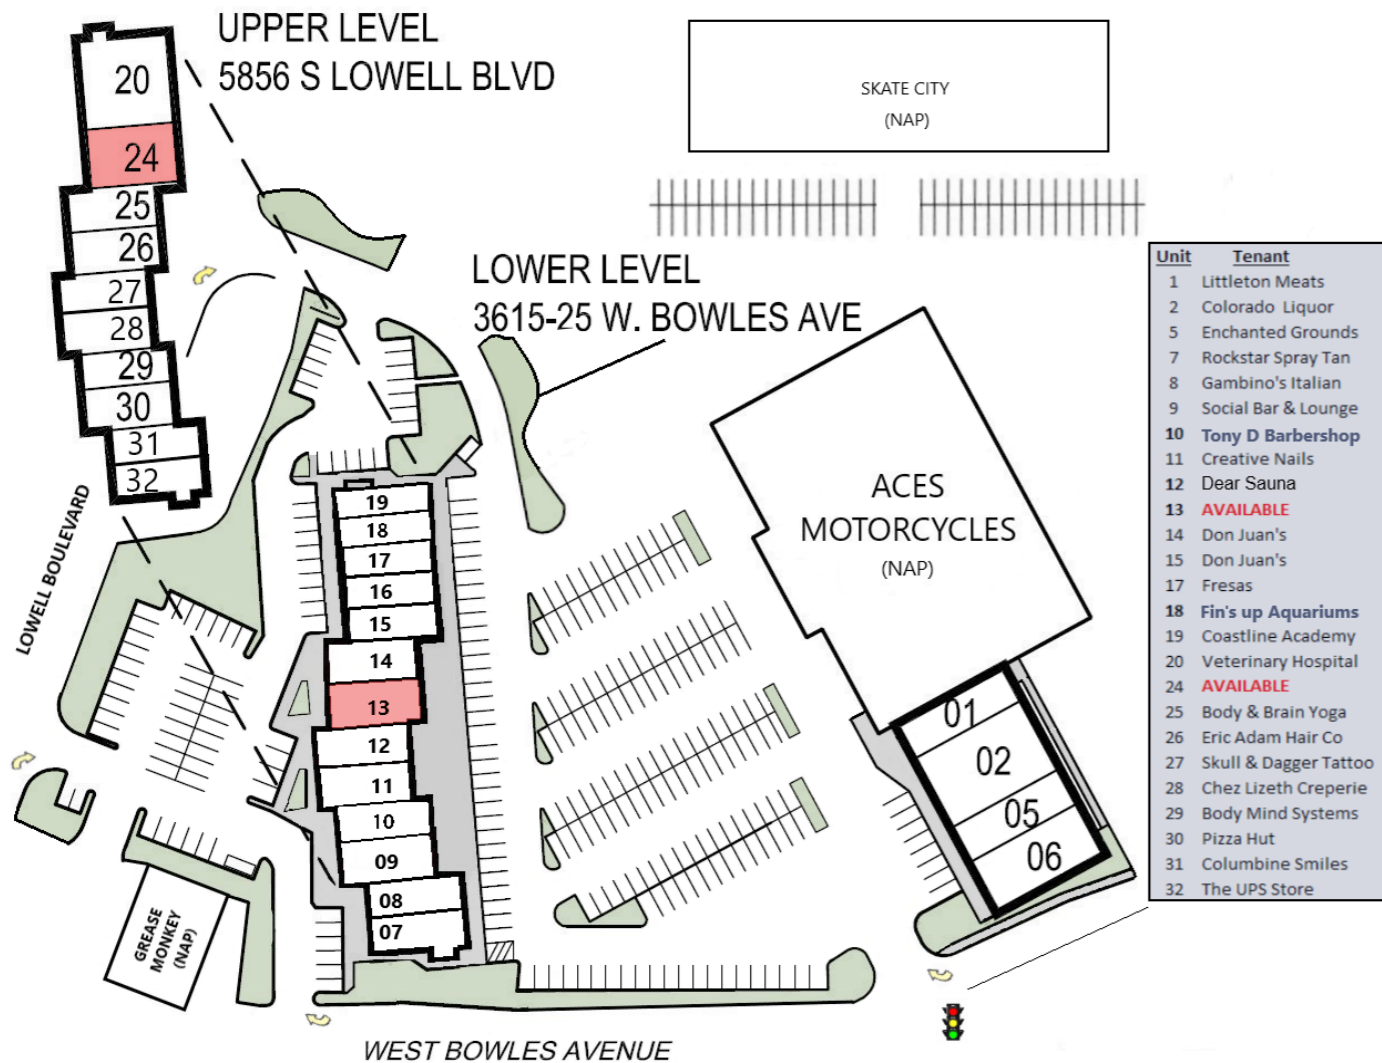 UPPER LEVEL
5856 S LOWELL BLVD
SKATE CITY
(NAP)
LOWER LEVEL
3615-25 W. BOWLES AVE
20
24
25
26
27
28
29
30
31
32
LOWELL BOULEVARD
19
18
17
16
15
14
13
12
11
10
09
08
07
ACES
MOTORCYCLES
(NAP)
01
02
05
06
GREASE
MONKEY
(NAP)
WEST BOWLES AVENUE
Unit Tenant
1 Littleton Meats
2 Colorado Liquor
5 Enchanted Grounds
7 Rockstar Spray Tan
8 Gambino's Italian
9 Social Bar & Lounge
10 Tony D Barbershop
11 Creative Nails
12 Dear Sauna
13 AVAILABLE
14 Don Juan's
15 Don Juan's
17 Fresas
18 Fin's up Aquariums
19 Coastline Academy
20 Veterinary Hospital
24 AVAILABLE
25 Body & Brain Yoga
26 Eric Adam Hair Co
27 Skull & Dagger Tattoo
28 Chez Lizeth Creperie
29 Body Mind Systems
30 Pizza Hut
31 Columbine Smiles
32 The UPS Store